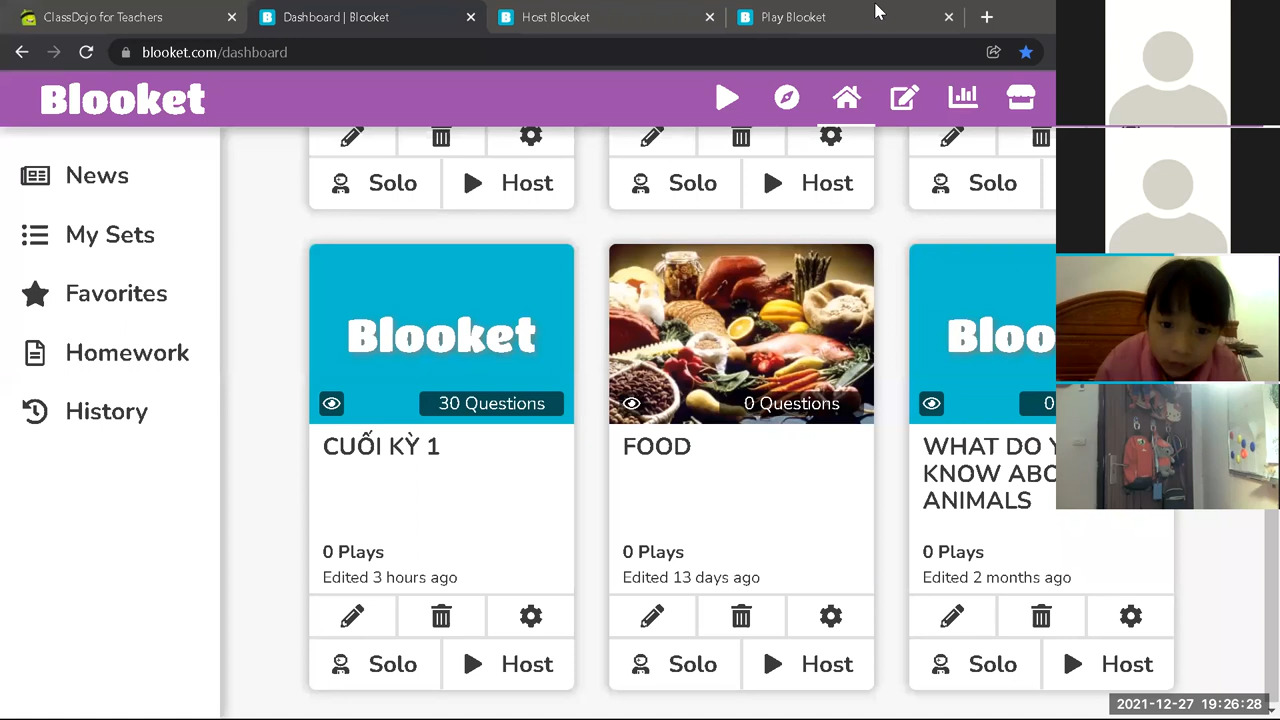 ClassDojo for Teachers
Dashboard | Blooket
Host Blooket
Play Blooket
blooket.com/dashboard
Blooket
News
My Sets
Favorites
Homework
History
Solo
Host
Solo
Host
Solo
Blooket
30 Questions
CUỐI KỲ 1
0 Plays
Edited 3 hours ago
Solo
Host
0 Questions
FOOD
0 Plays
Edited 13 days ago
Solo
Host
Bloo
0
WHAT DO Y
KNOW ABO
ANIMALS
0 Plays
Edited 2 months ago
Solo
Host
2021-12-27 19:26:28